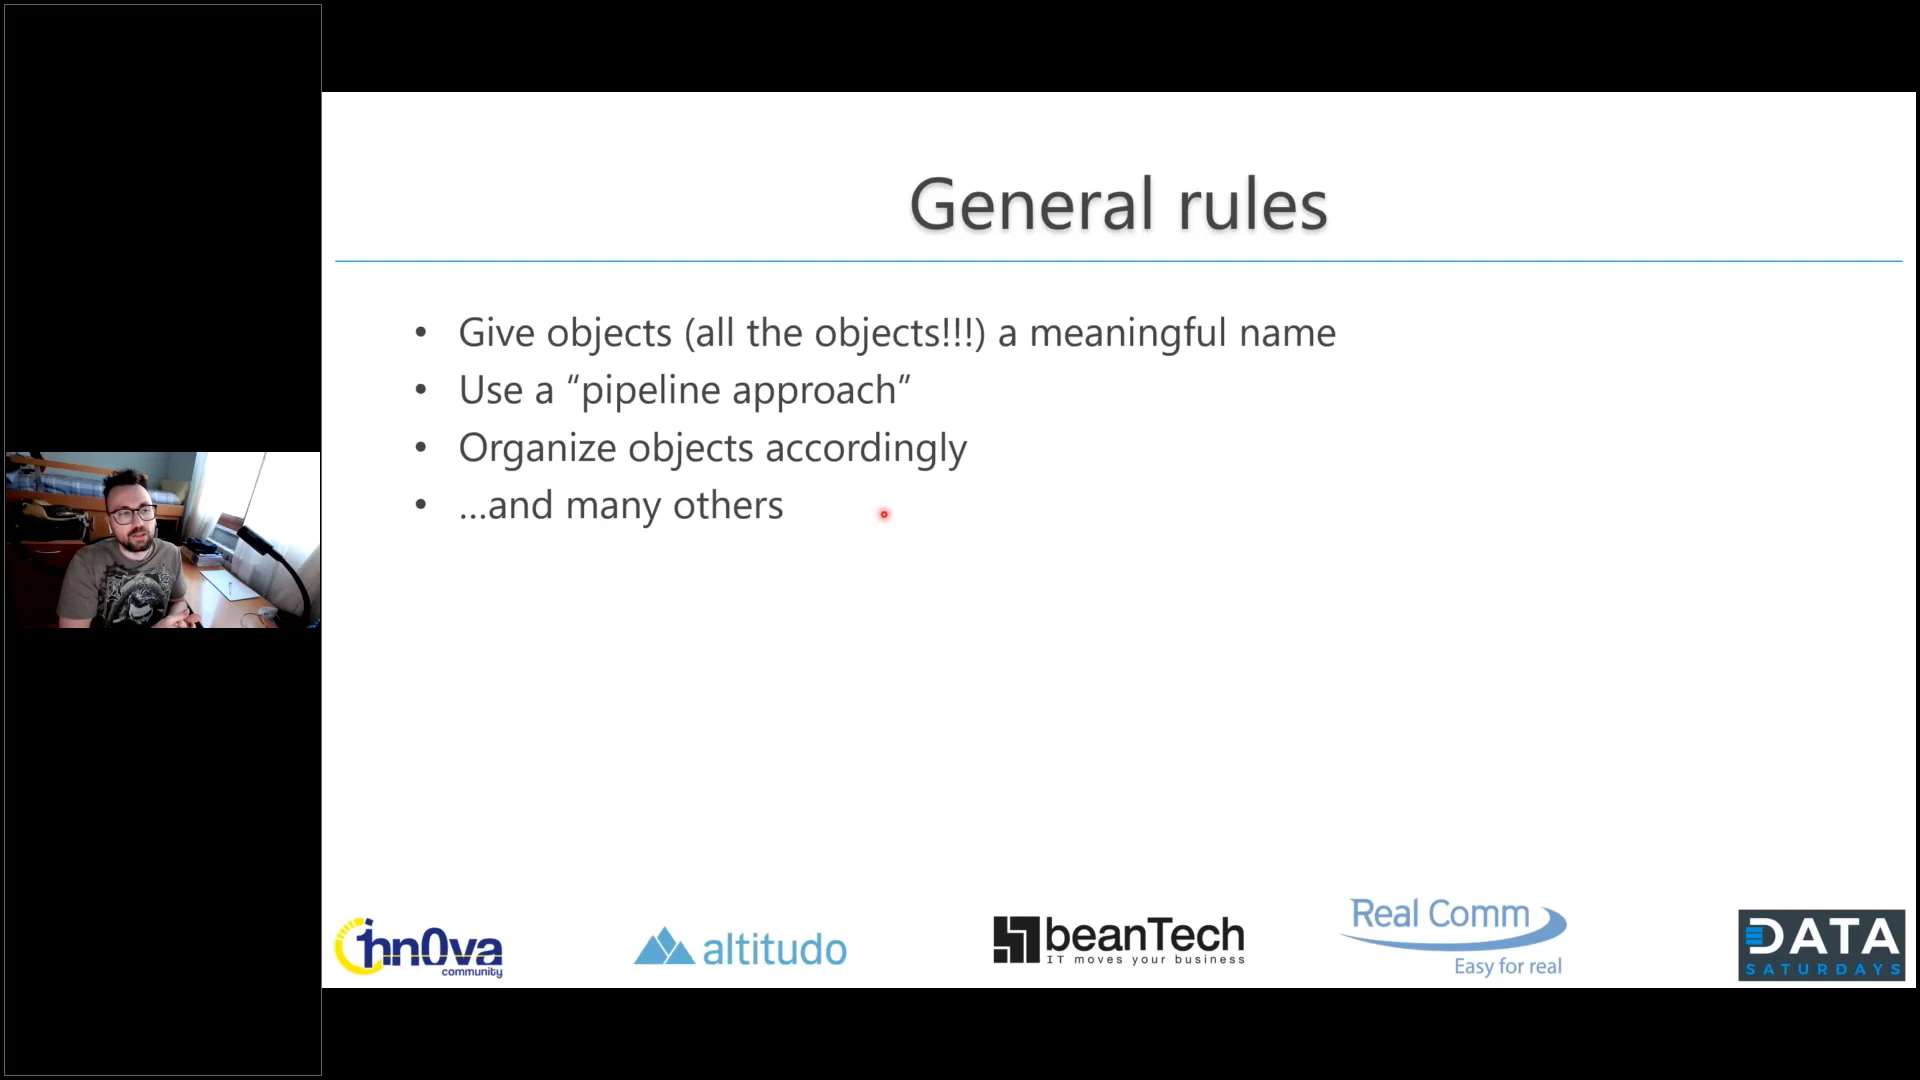 General rules
• Give objects (all the objects!!!) a meaningful name
• Use a “pipeline approach”
• Organize objects accordingly
• ...and many others
1nn0va
community
altitudo
beanTech
IT moves your business
Real Comm
Easy for real
DATA
SATURDAYS